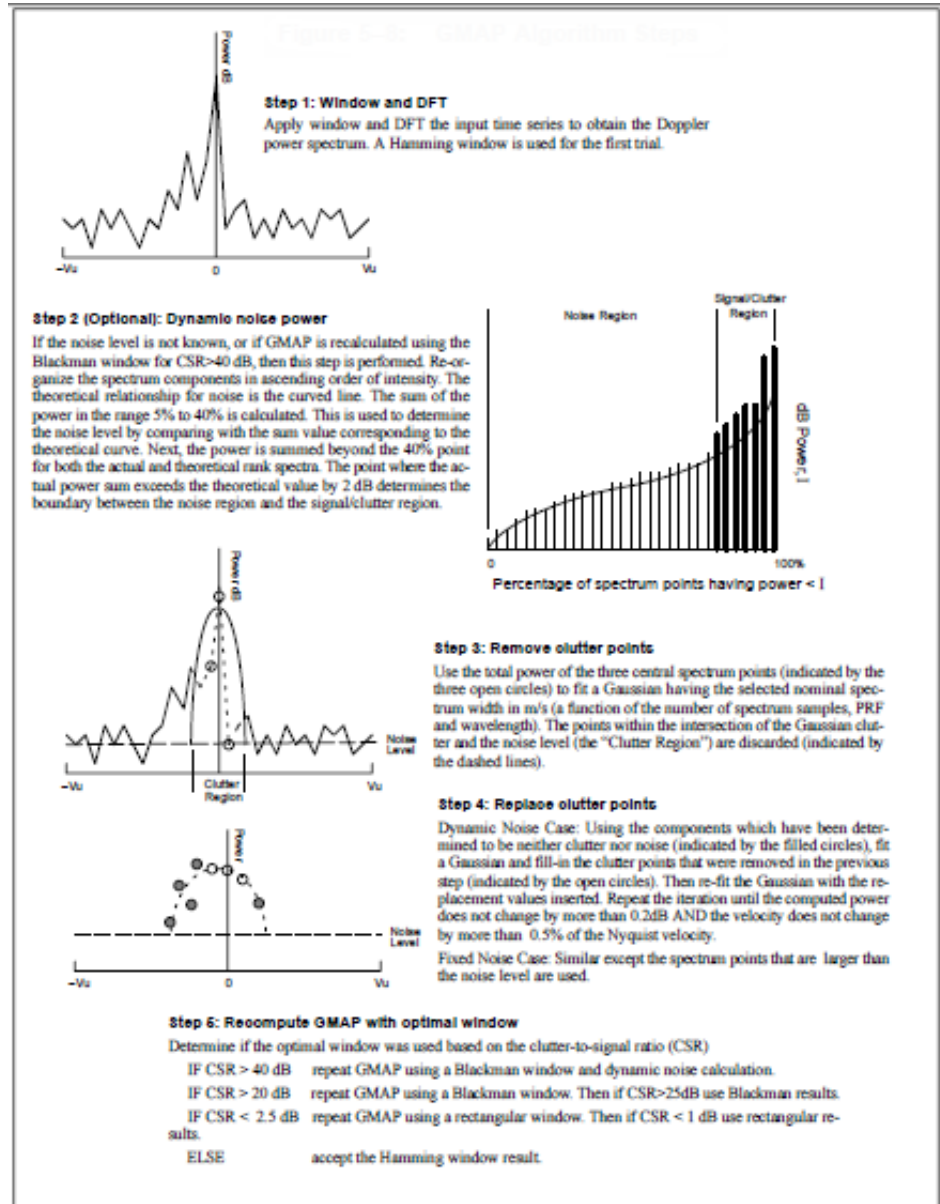 Figure 5-8: GMAP Algorithm Steps
Power dB
Step 1: Window and DFT
Apply window and DFT the input time series to obtain the Doppler
power spectrum. A Hamming window is used for the first trial.
-Vu
0
Vu
Step 2 (Optional): Dynamic noise power
If the noise level is not known, or if GMAP is recalculated using the
Blackman window for CSR>40 dB, then this step is performed. Re-or-
ganize the spectrum components in ascending order of intensity. The
theoretical relationship for noise is the curved line. The sum of the
power in the range 5% to 40% is calculated. This is used to determine
the noise level by comparing with the sum value corresponding to the
theoretical curve. Next, the power is summed beyond the 40% point
for both the actual and theoretical rank spectra. The point where the ac-
tual power sum exceeds the theoretical value by 2 dB determines the
boundary between the noise region and the signal/clutter region.
Noise Region
Signal/Clutter
Region
dB Power, I
0
100%
Percentage of spectrum points having power < I
Power dB
Noise
Level
-Vu
Clutter
Region
Vu
Step 3: Remove clutter points
Use the total power of the three central spectrum points (indicated by the
three open circles) to fit a Gaussian having the selected nominal spec-
trum width in m/s (a function of the number of spectrum samples, PRF
and wavelength). The points within the intersection of the Gaussian clut-
ter and the noise level (the "Clutter Region") are discarded (indicated by
the dashed lines).
Power
Noise
Level
-Vu
0
Vu
Step 4: Replace clutter points
Dynamic Noise Case: Using the components which have been deter-
mined to be neither clutter nor noise (indicated by the filled circles), fit
a Gaussian and fill-in the clutter points that were removed in the previous
step (indicated by the open circles). Then re-fit the Gaussian with the re-
placement values inserted. Repeat the iteration until the computed power
does not change by more than 0.2dB AND the velocity does not change
by more than 0.5% of the Nyquist velocity.
Fixed Noise Case: Similar except the spectrum points that are larger than
the noise level are used.
Step 5: Recompute GMAP with optimal window
Determine if the optimal window was used based on the clutter-to-signal ratio (CSR)
IF CSR > 40 dB repeat GMAP using a Blackman window and dynamic noise calculation.
IF CSR > 20 dB repeat GMAP using a Blackman window. Then if CSR>25dB use Blackman results.
IF CSR < 2.5 dB repeat GMAP using a rectangular window. Then if CSR < 1 dB use rectangular re-
sults.
ELSE accept the Hamming window result.